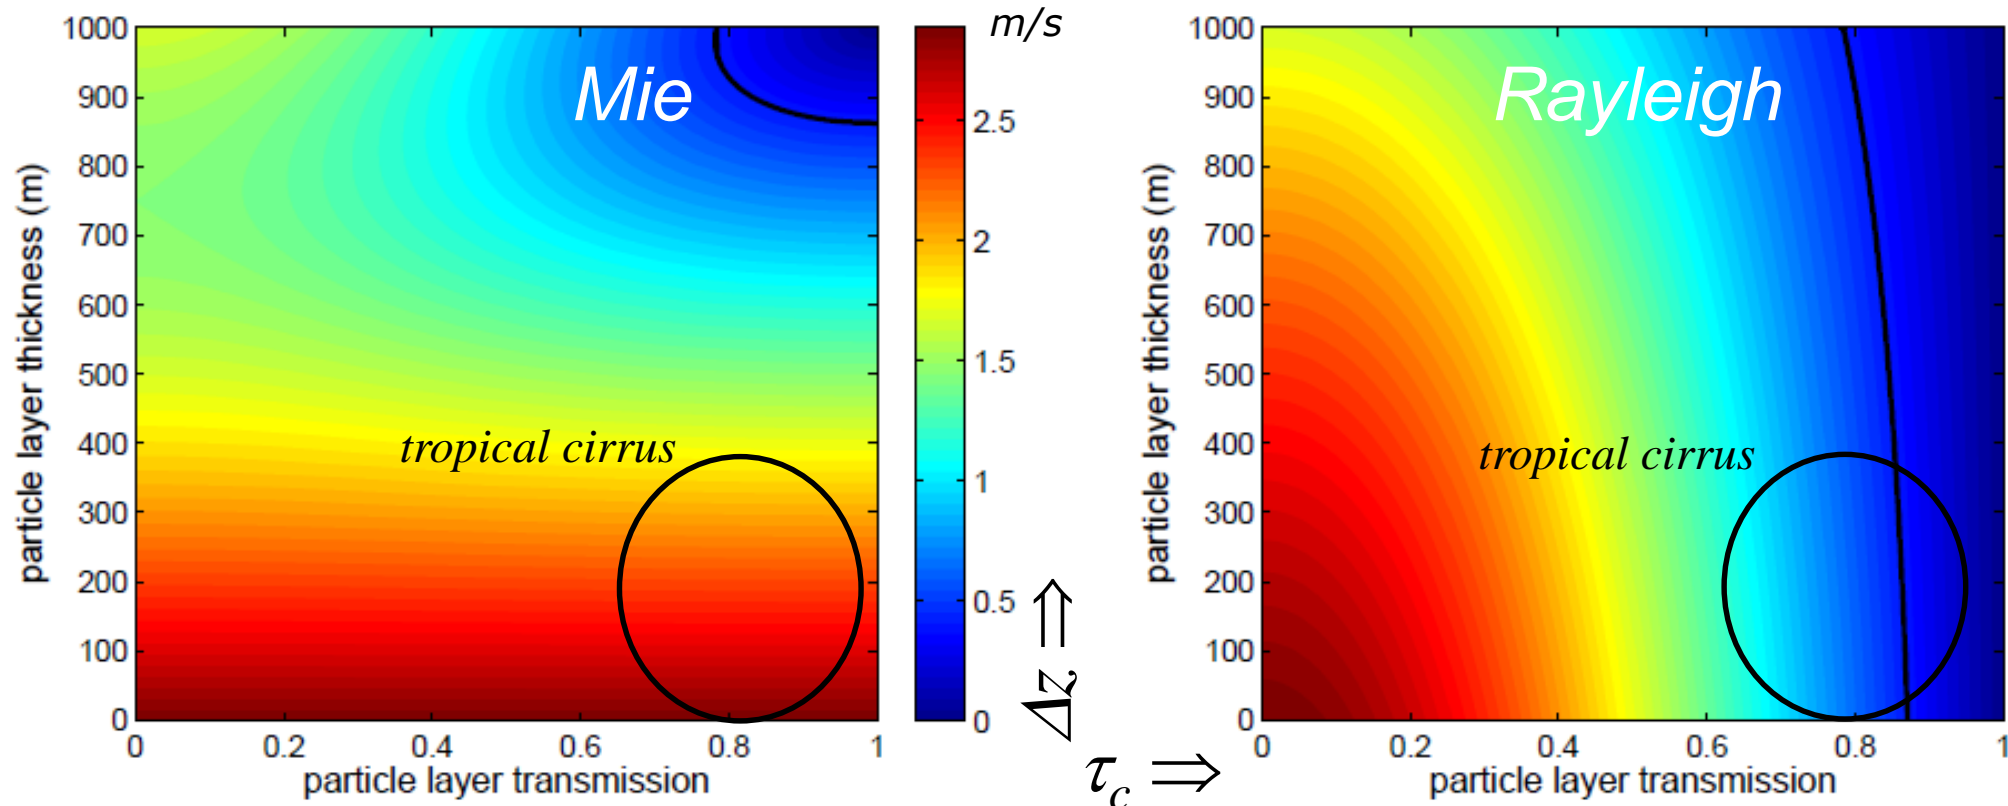 m/s
Mie
Rayleigh
tropical cirrus
tropical cirrus
particle layer thickness (m)
1000
900
800
700
600
500
400
300
200
100
0
0 0.2 0.4 0.6 0.8 1
particle layer transmission
2.5
2
1.5
1
0.5
0
Δz ⇒
τc ⇒
particle layer thickness (m)
1000
900
800
700
600
500
400
300
200
100
0
0 0.2 0.4 0.6 0.8 1
particle layer transmission